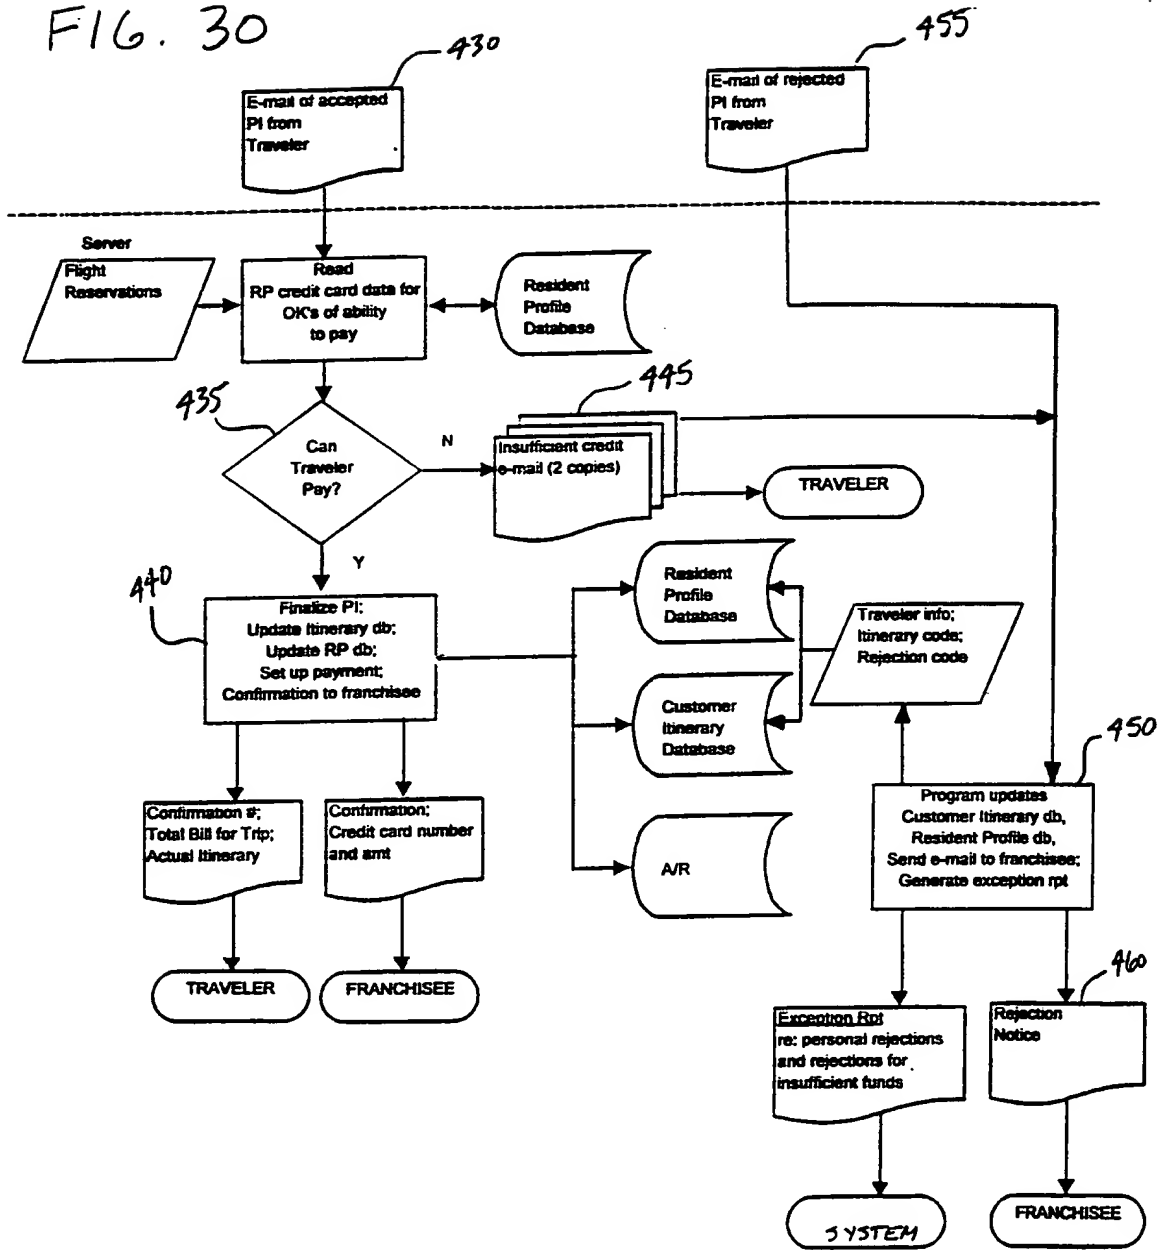 FIG. 30
430
455
E-mail of accepted
PI from
Traveler
E-mail of rejected
PI from
Traveler
Server
Flight
Reservations
Read
RP credit card data for
OK's of ability
to pay
Resident
Profile
Database
435
445
Can
Traveler
Pay?
N
Insufficient credit
e-mail (2 copies)
TRAVELER
Y
440
Finalize PI;
Update Itinerary db;
Update RP db;
Set up payment;
Confirmation to franchisee
Resident
Profile
Database
Traveler info;
Itinerary code;
Rejection code
Customer
Itinerary
Database
450
Confirmation #;
Total Bill for Trip;
Actual Itinerary
Confirmation;
Credit card number
and amt
A/R
Program updates
Customer Itinerary db,
Resident Profile db,
Send e-mail to franchisee;
Generate exception rpt
TRAVELER
FRANCHISEE
460
Exception Rpt
re: personal rejections
and rejections for
insufficient funds
Rejection
Notice
SYSTEM
FRANCHISEE